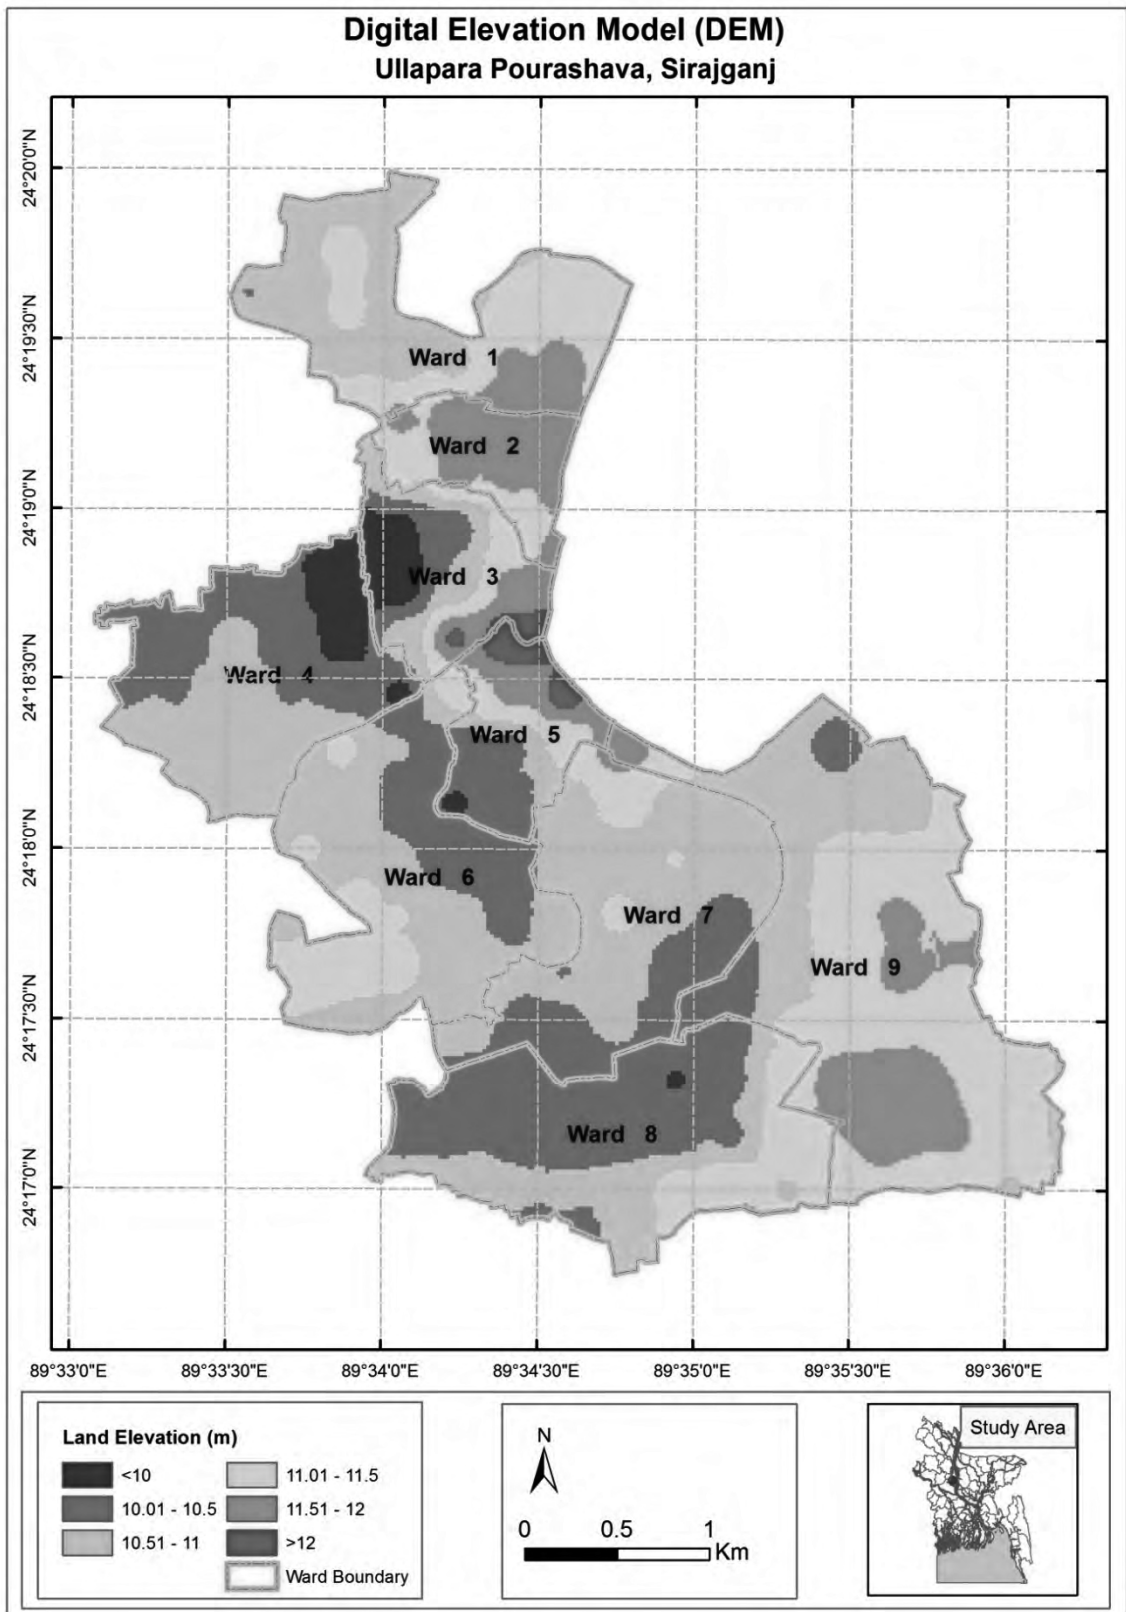 Digital Elevation Model (DEM)
Ullapara Pourashava, Sirajganj
24°20'0"N
24°19'30"N
24°19'0"N
24°18'30"N
24°18'0"N
24°17'30"N
24°17'0"N
Ward 1
Ward 2
Ward 3
Ward 4
Ward 5
Ward 6
Ward 7
Ward 9
Ward 8
89°33'0"E 89°33'30"E 89°34'0"E 89°34'30"E 89°35'0"E 89°35'30"E 89°36'0"E
Land Elevation (m)
<10
10.01 - 10.5
10.51 - 11
11.01 - 11.5
11.51 - 12
>12
Ward Boundary
N
0 0.5 1
Km
Study Area